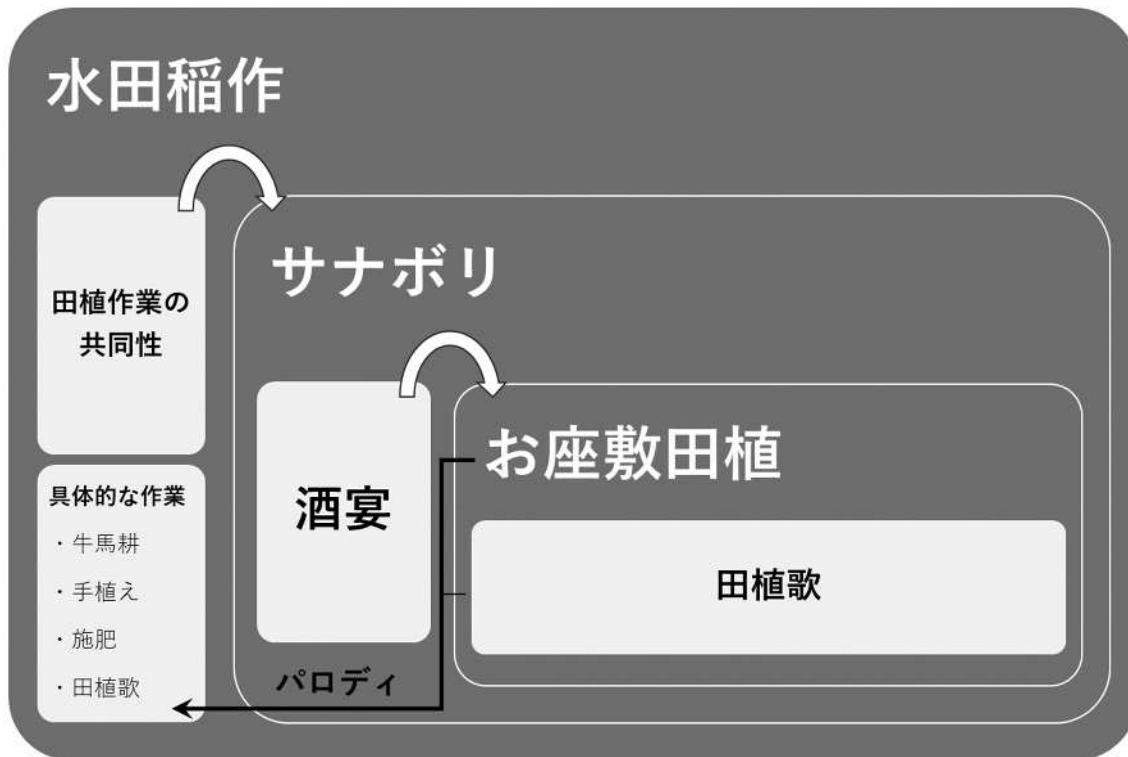 水田稲作
田植作業の
共同性
具体的な作業
・牛馬耕
・手植え
・施肥
・田植歌
サナボリ
酒宴
お座敷田植
田植歌
パロディ